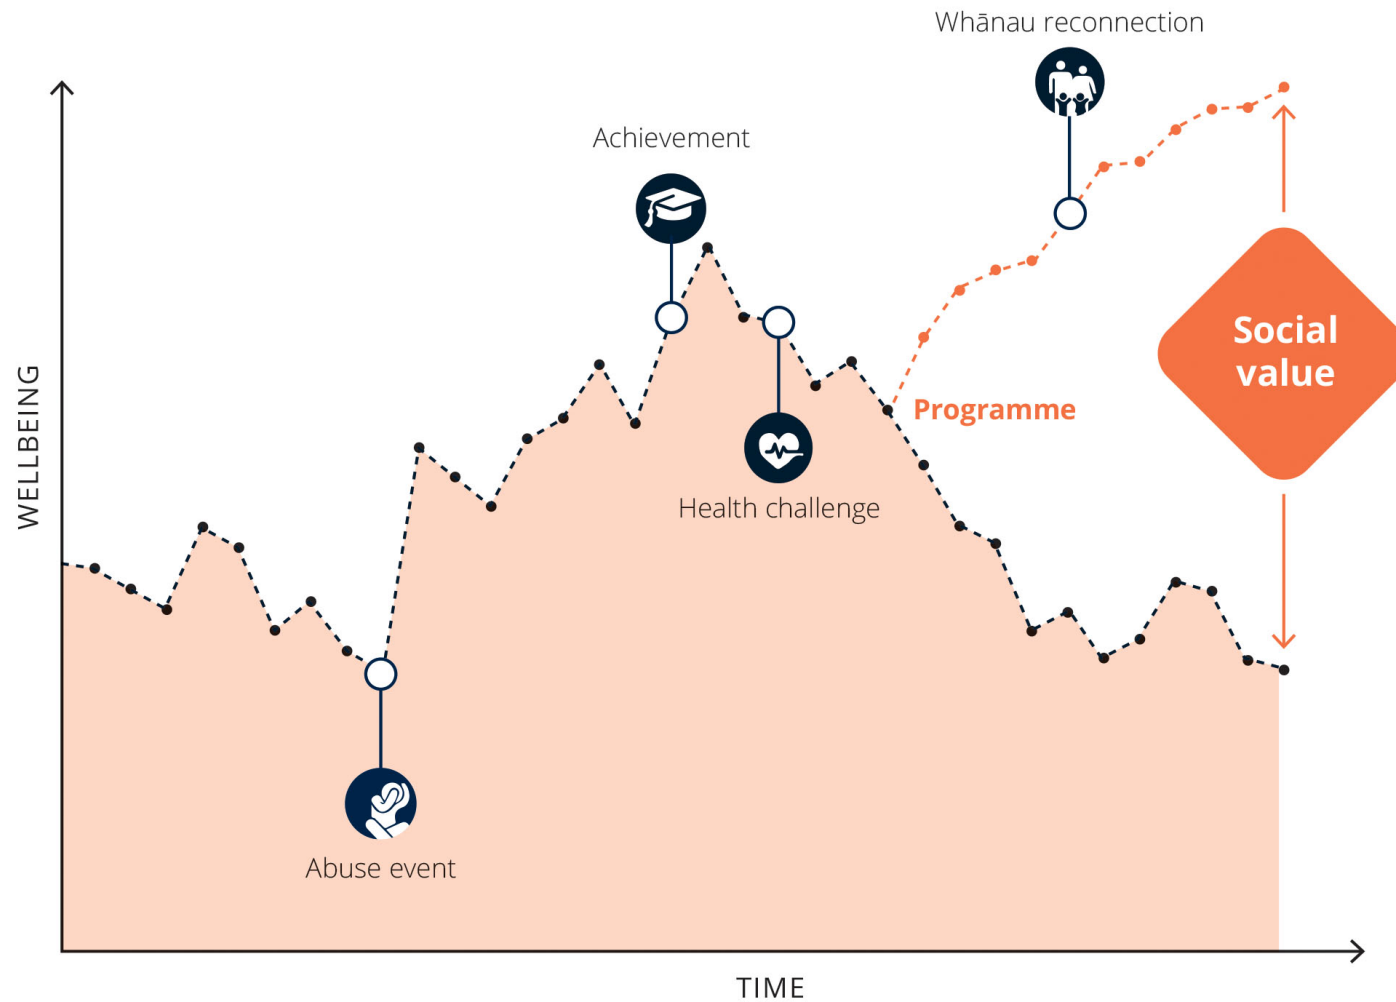 Whānau reconnection
Achievement
Social
value
WELLBEING
Programme
Health challenge
Abuse event
TIME